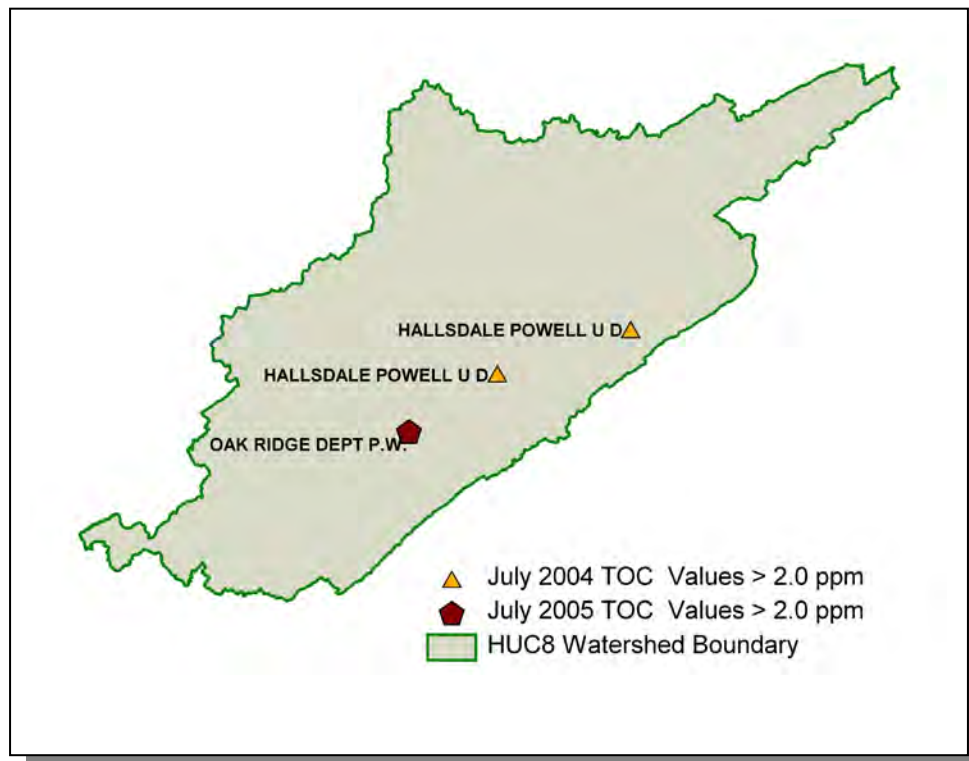 HALLSDALE POWELL U D
HALLSDALE POWELL U D
OAK RIDGE DEPT P.W.
July 2004 TOC Values > 2.0 ppm
July 2005 TOC Values > 2.0 ppm
HUC8 Watershed Boundary